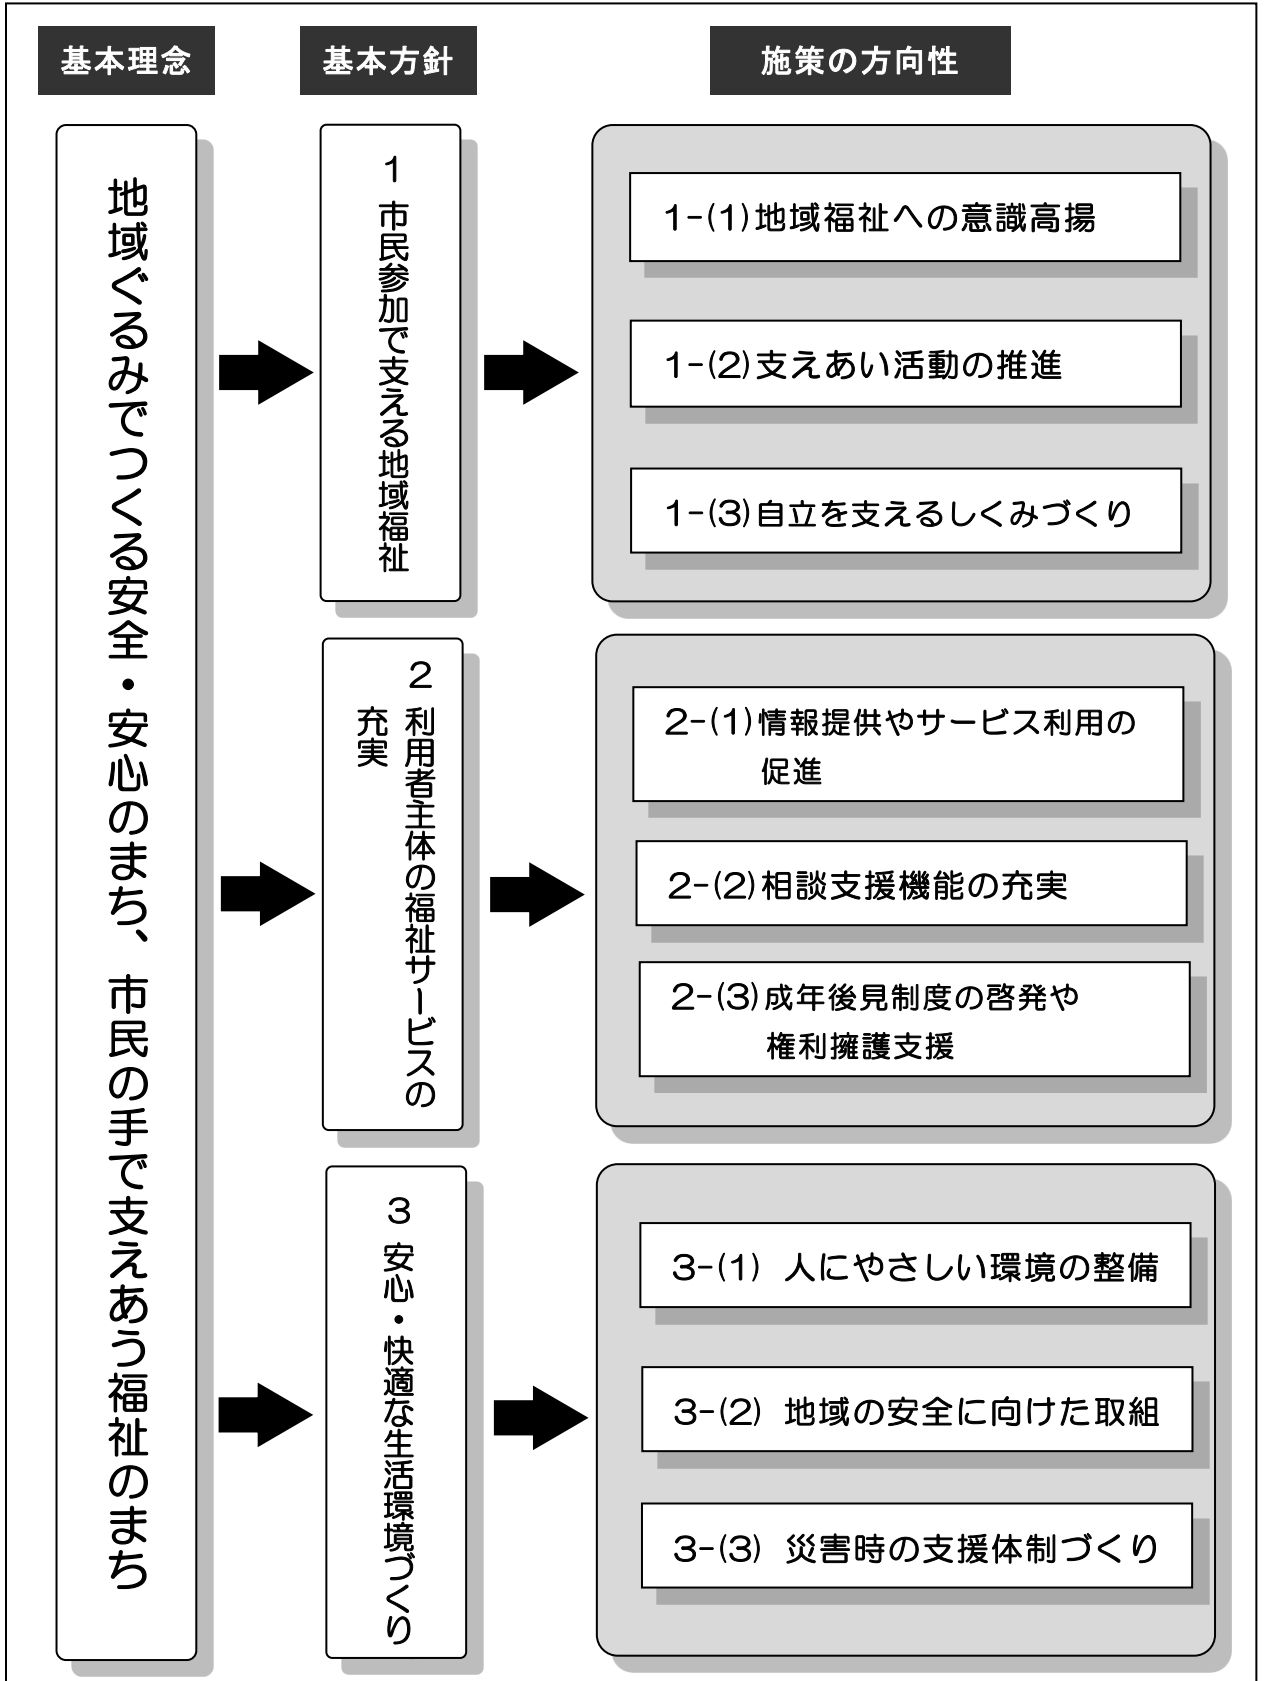 基本理念
基本方針
施策の方向性
地域ぐるみでつくる安全・安心のまち、市民の手で支えあう福祉のまち
1 市民参加で支える地域福祉
1-(1)地域福祉への意識高揚
1-(2)支えあい活動の推進
1-(3)自立を支えるしくみづくり
2 利用者主体の福祉サービスの
充実
2-(1)情報提供やサービス利用の
促進
2-(2)相談支援機能の充実
2-(3)成年後見制度の啓発や
権利擁護支援
3 安心・快適な生活環境づくり
3-(1) 人にやさしい環境の整備
3-(2) 地域の安全に向けた取組
3-(3) 災害時の支援体制づくり